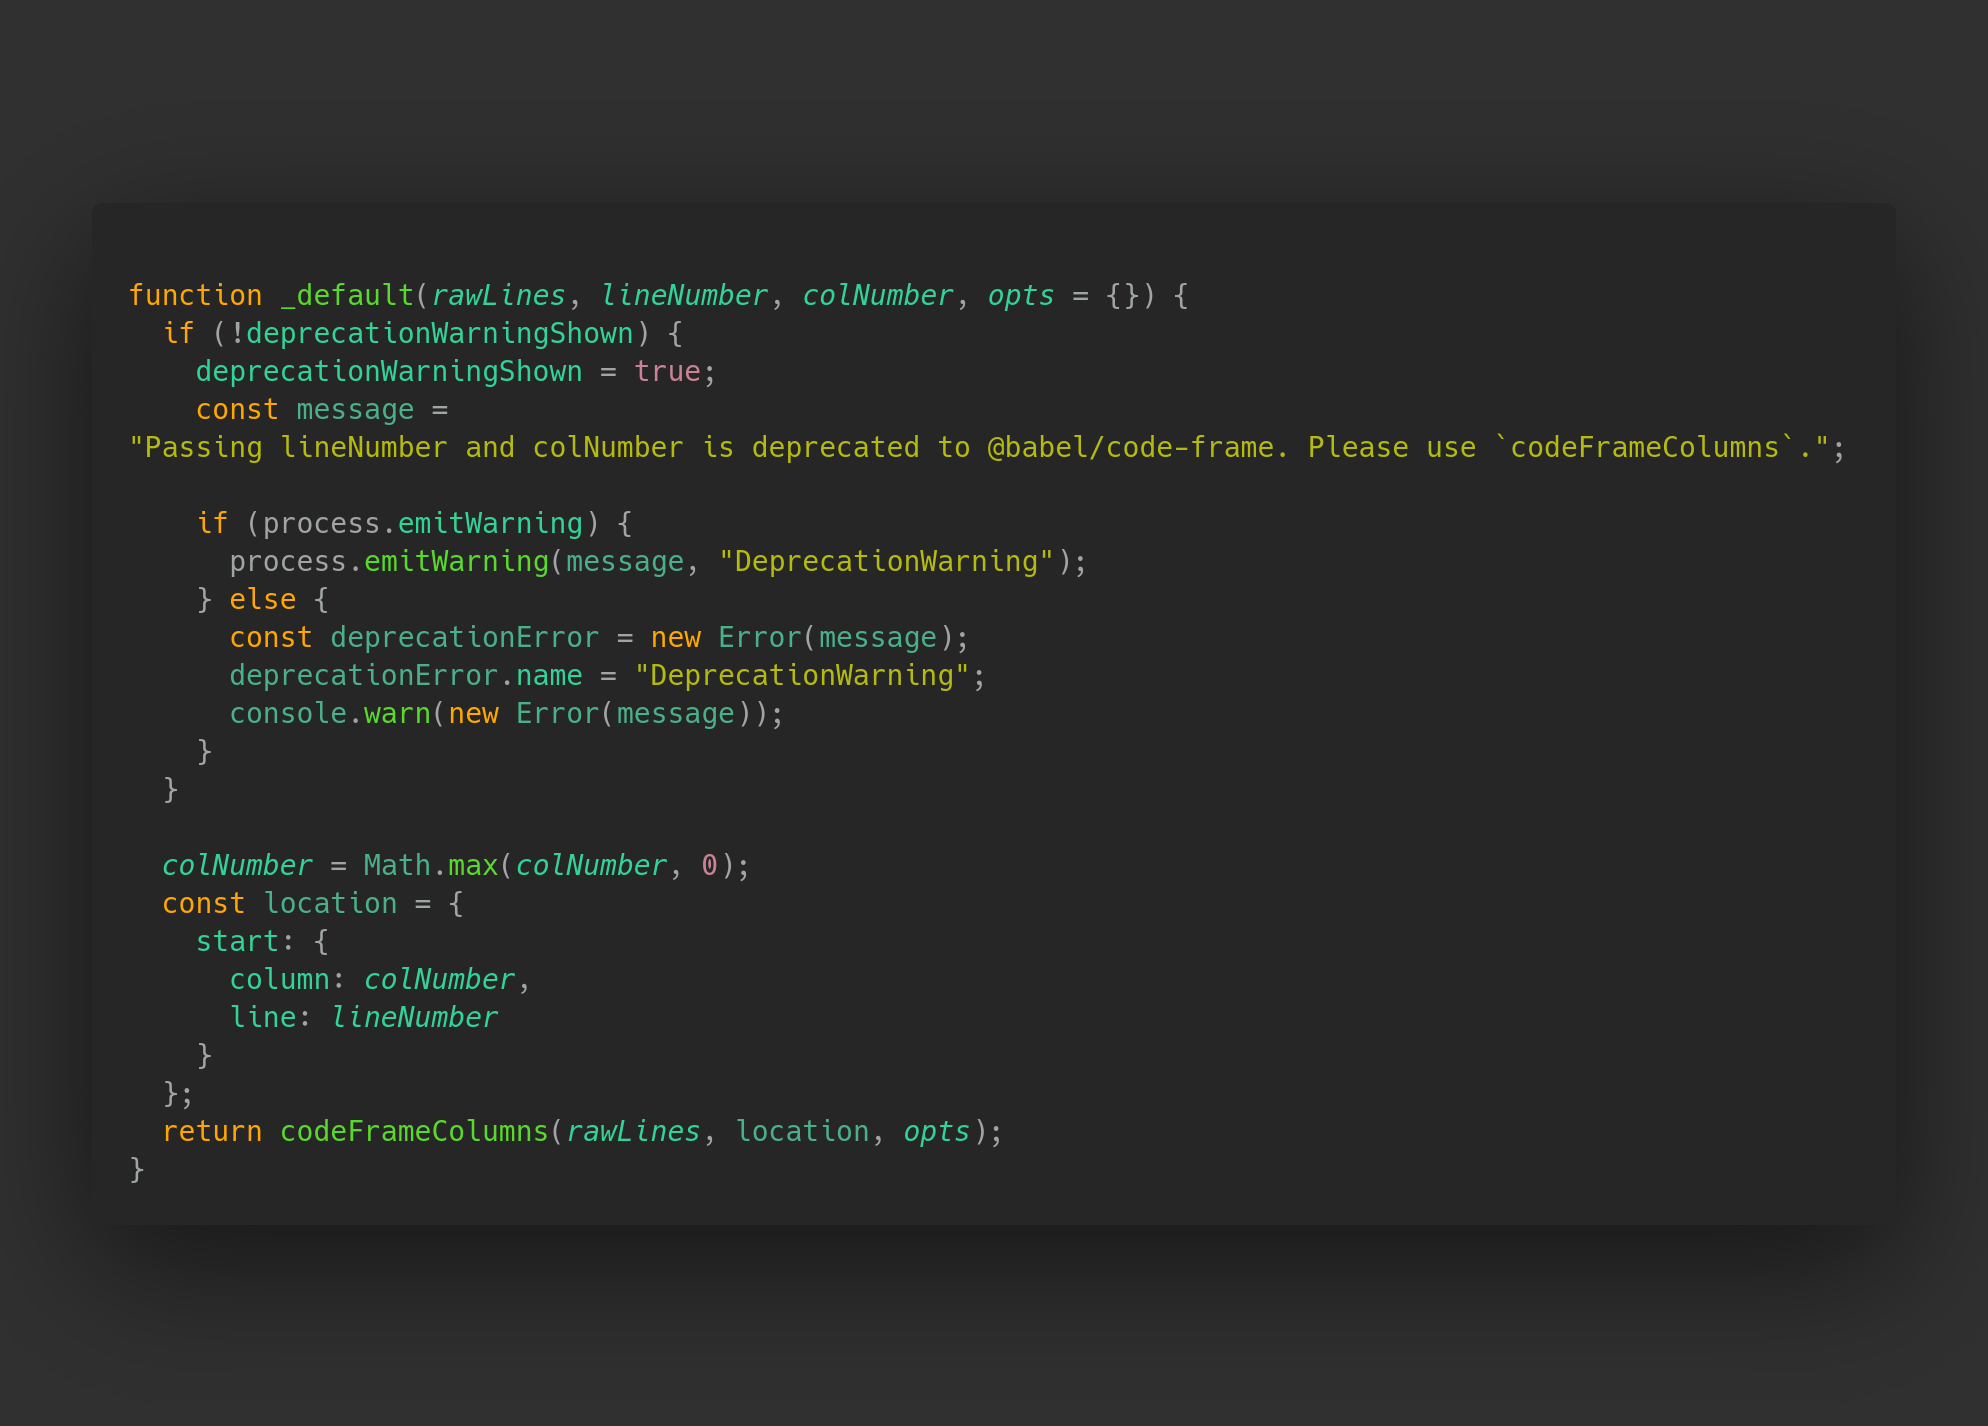 function _default(rawLines, lineNumber, colNumber, opts = {}) {
  if (!deprecationWarningShown) {
    deprecationWarningShown = true;
    const message =
"Passing lineNumber and colNumber is deprecated to @babel/code-frame. Please use `codeFrameColumns`.";

    if (process.emitWarning) {
      process.emitWarning(message, "DeprecationWarning");
    } else {
      const deprecationError = new Error(message);
      deprecationError.name = "DeprecationWarning";
      console.warn(new Error(message));
    }
  }

  colNumber = Math.max(colNumber, 0);
  const location = {
    start: {
      column: colNumber,
      line: lineNumber
    }
  };
  return codeFrameColumns(rawLines, location, opts);
}